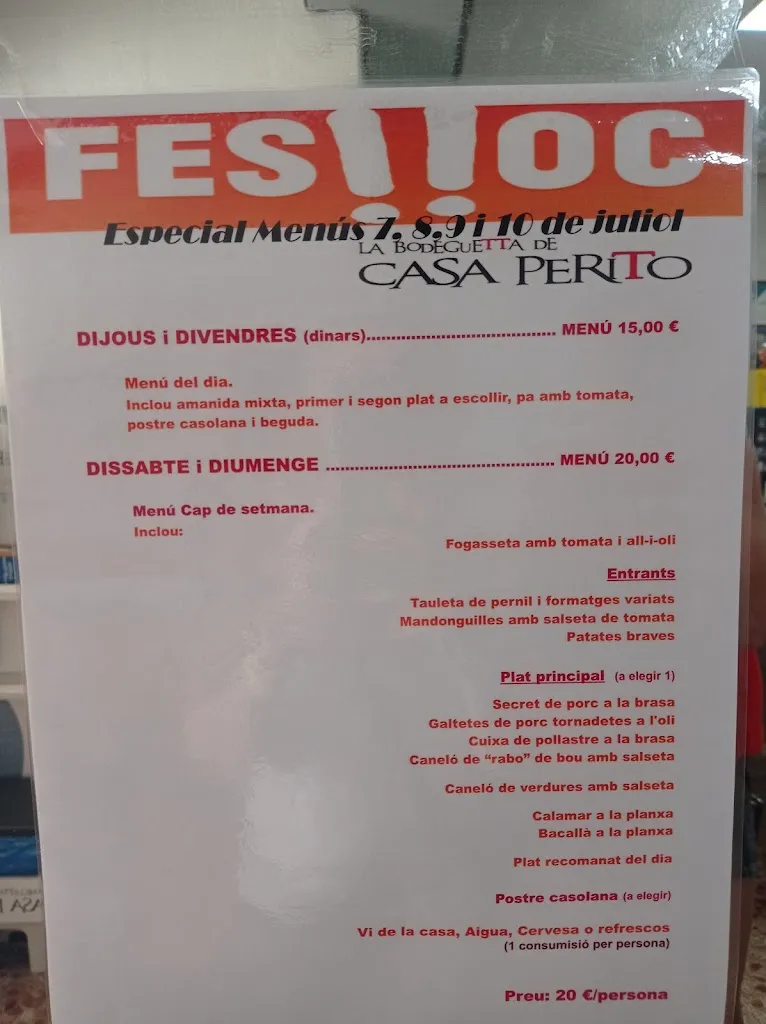 FES!!OC
Especial Menús 7, 8,9 i 10 de juliol
LA BODEGUETTA DE
CASA PERiTO
DIJOUS i DIVENDRES (dinars)...................................... MENÚ 15,00 €
Menú del dia.
Inclou amanida mixta, primer i segon plat a escollir, pa amb tomata,
postre casolana i beguda.
DISSABTE i DIUMENGE .............................................. MENÚ 20,00 €
Menú Cap de setmana.
Inclou:
Fogasseta amb tomata i all-i-oli
Entrants
Tauleta de pernil i formatges variats
Mandonguilles amb salseta de tomata
Patates braves
Plat principal (a elegir 1)
Secret de porc a la brasa
Galtetes de porc tornadetes a l'oli
Cuixa de pollastre a la brasa
Caneló de “rabo” de bou amb salseta
Caneló de verdures amb salseta
Calamar a la planxa
Bacallà a la planxa
Plat recomanat del dia
Postre casolana (a elegir)
Vi de la casa, Aigua, Cervesa o refrescos
(1 consumisió per persona)
Preu: 20 €/persona